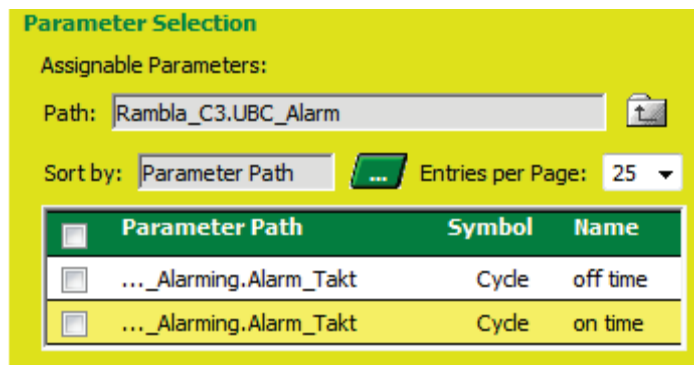 Parameter Selection
Assignable Parameters:
Path: Rambla_C3.UBC_Alarm
Sort by: Parameter Path ... Entries per Page: 25
Parameter Path Symbol Name
..._Alarming.Alarm_Takt Cycle off time
..._Alarming.Alarm_Takt Cycle on time